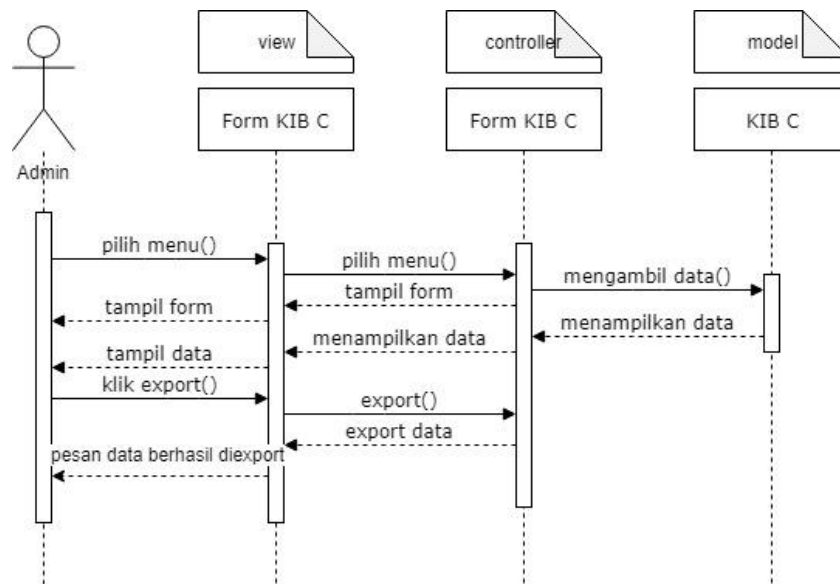 view
controller
model
Form KIB C
Form KIB C
KIB C
Admin
pilih menu()
pilih menu()
mengambil data()
tampil form
tampil form
menampilkan data
menampilkan data
tampil data
klik export()
export()
export data
pesan data berhasil diexport